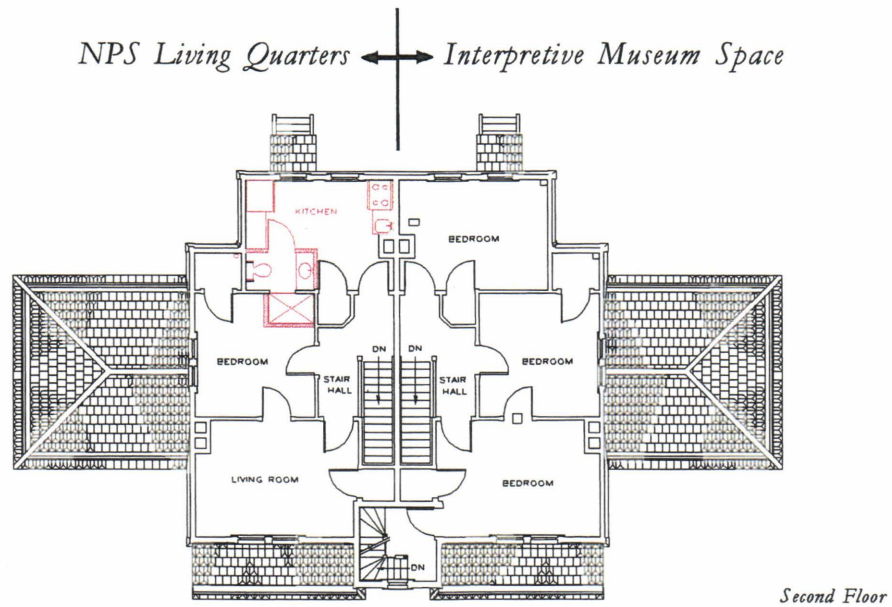 NPS Living Quarters
Interpretive Museum Space
KITCHEN
BEDROOM
BEDROOM
DN
DN
BEDROOM
STAIR
HALL
STAIR
HALL
LIVING ROOM
BEDROOM
DN
Second Floor